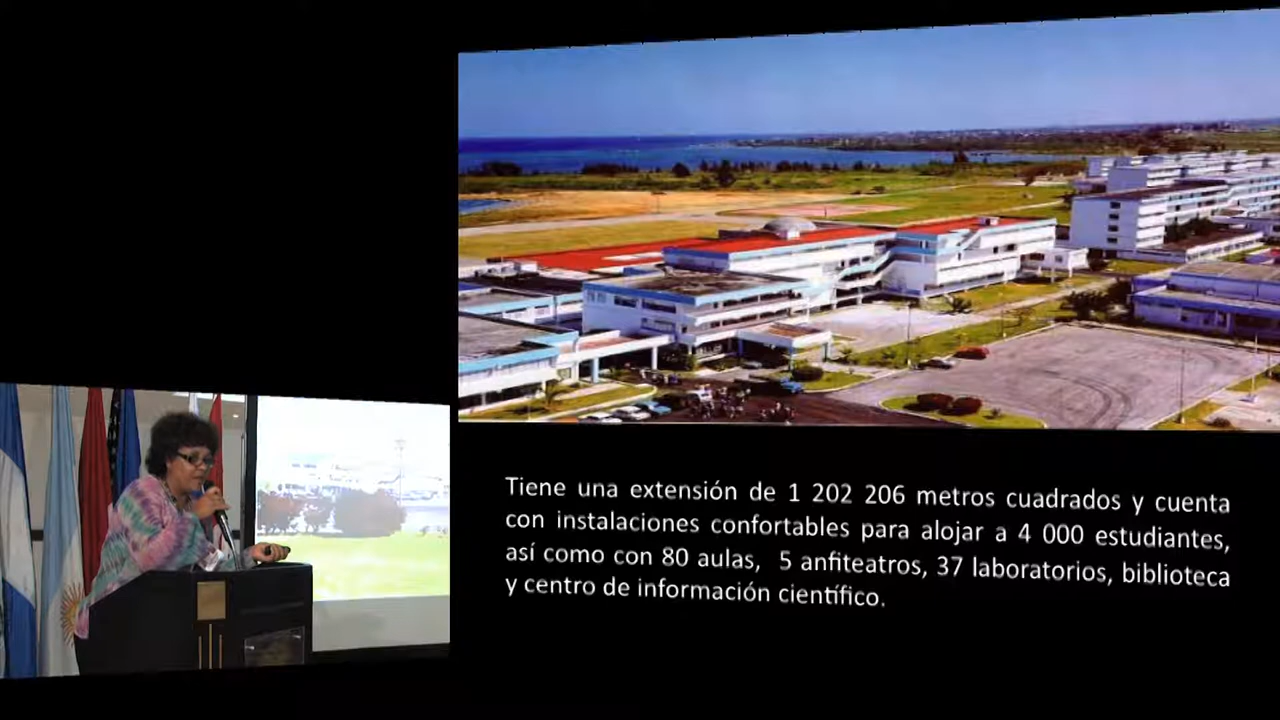 Tiene una extensión de 1 202 206 metros cuadrados y cuenta
con instalaciones confortables para alojar a 4 000 estudiantes,
así como con 80 aulas,  5 anfiteatros, 37 laboratorios, biblioteca
y centro de información científico.